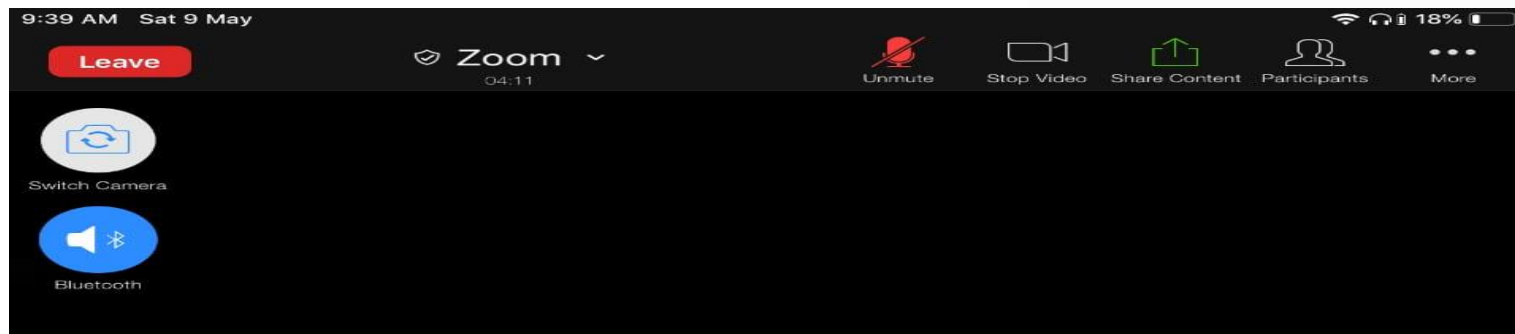 9:39 AM Sat 9 May 18%
Leave Zoom
04:11
Unmute Stop Video Share Content Participants More
Switch Camera
Bluetooth